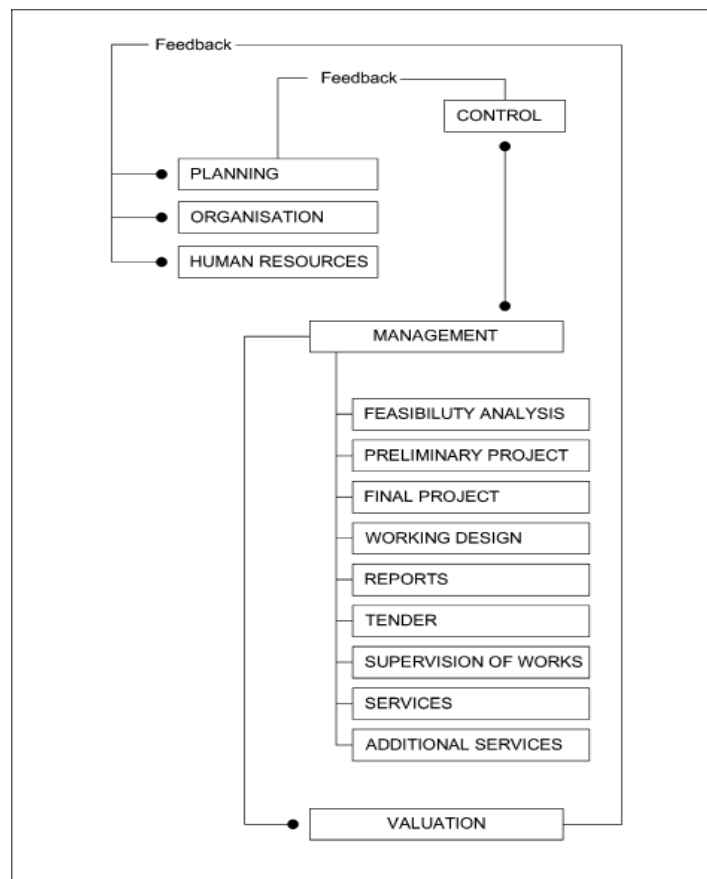 Feedback
Feedback
CONTROL
PLANNING
ORGANISATION
HUMAN RESOURCES
MANAGEMENT
FEASIBILUTY ANALYSIS
PRELIMINARY PROJECT
FINAL PROJECT
WORKING DESIGN
REPORTS
TENDER
SUPERVISION OF WORKS
SERVICES
ADDITIONAL SERVICES
VALUATION